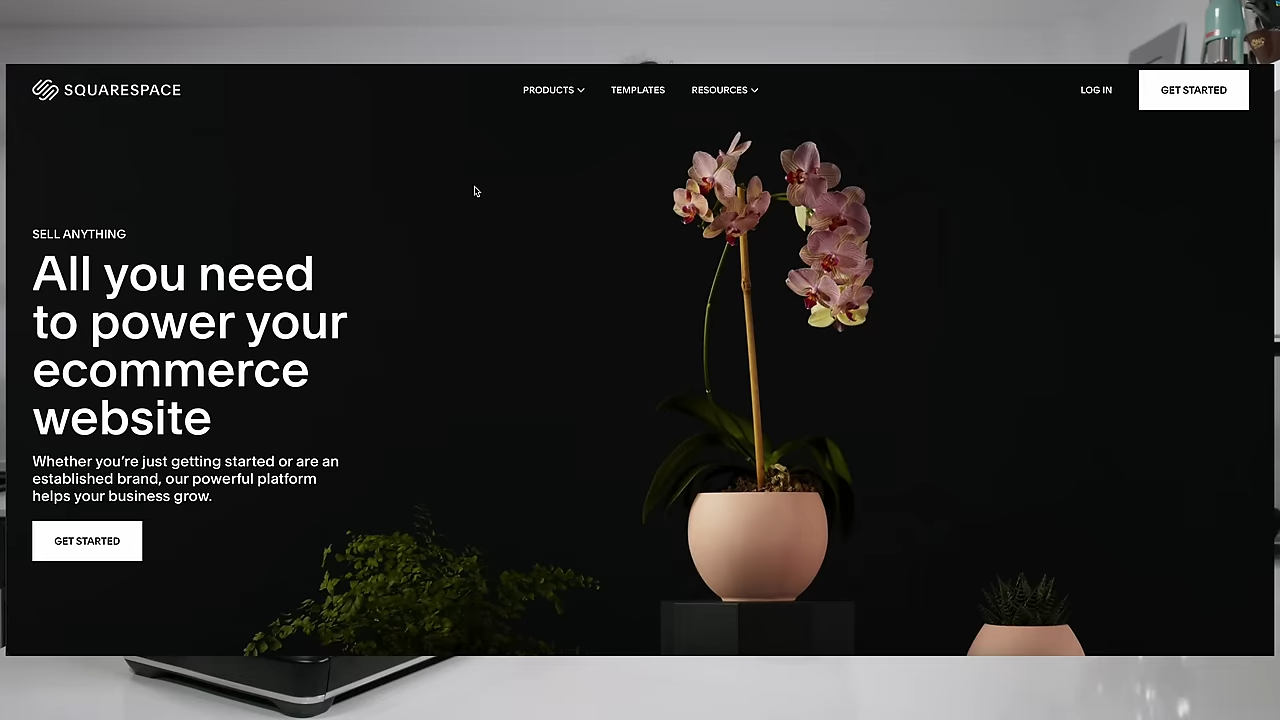 SQUARESPACE
PRODUCTS
TEMPLATES
RESOURCES
LOG IN
GET STARTED
SELL ANYTHING
All you need
to power your
ecommerce
website
Whether you're just getting started or are an
established brand, our powerful platform
helps your business grow.
GET STARTED